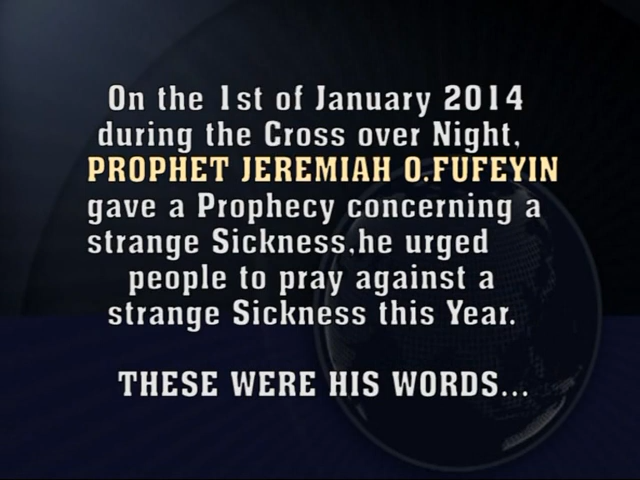 On the 1st of January 2014
during the Cross over Night,
PROPHET JEREMIAH O.FUFEYIN
gave a Prophecy concerning a
strange Sickness,he urged
people to pray against a
strange Sickness this Year.
THESE WERE HIS WORDS...